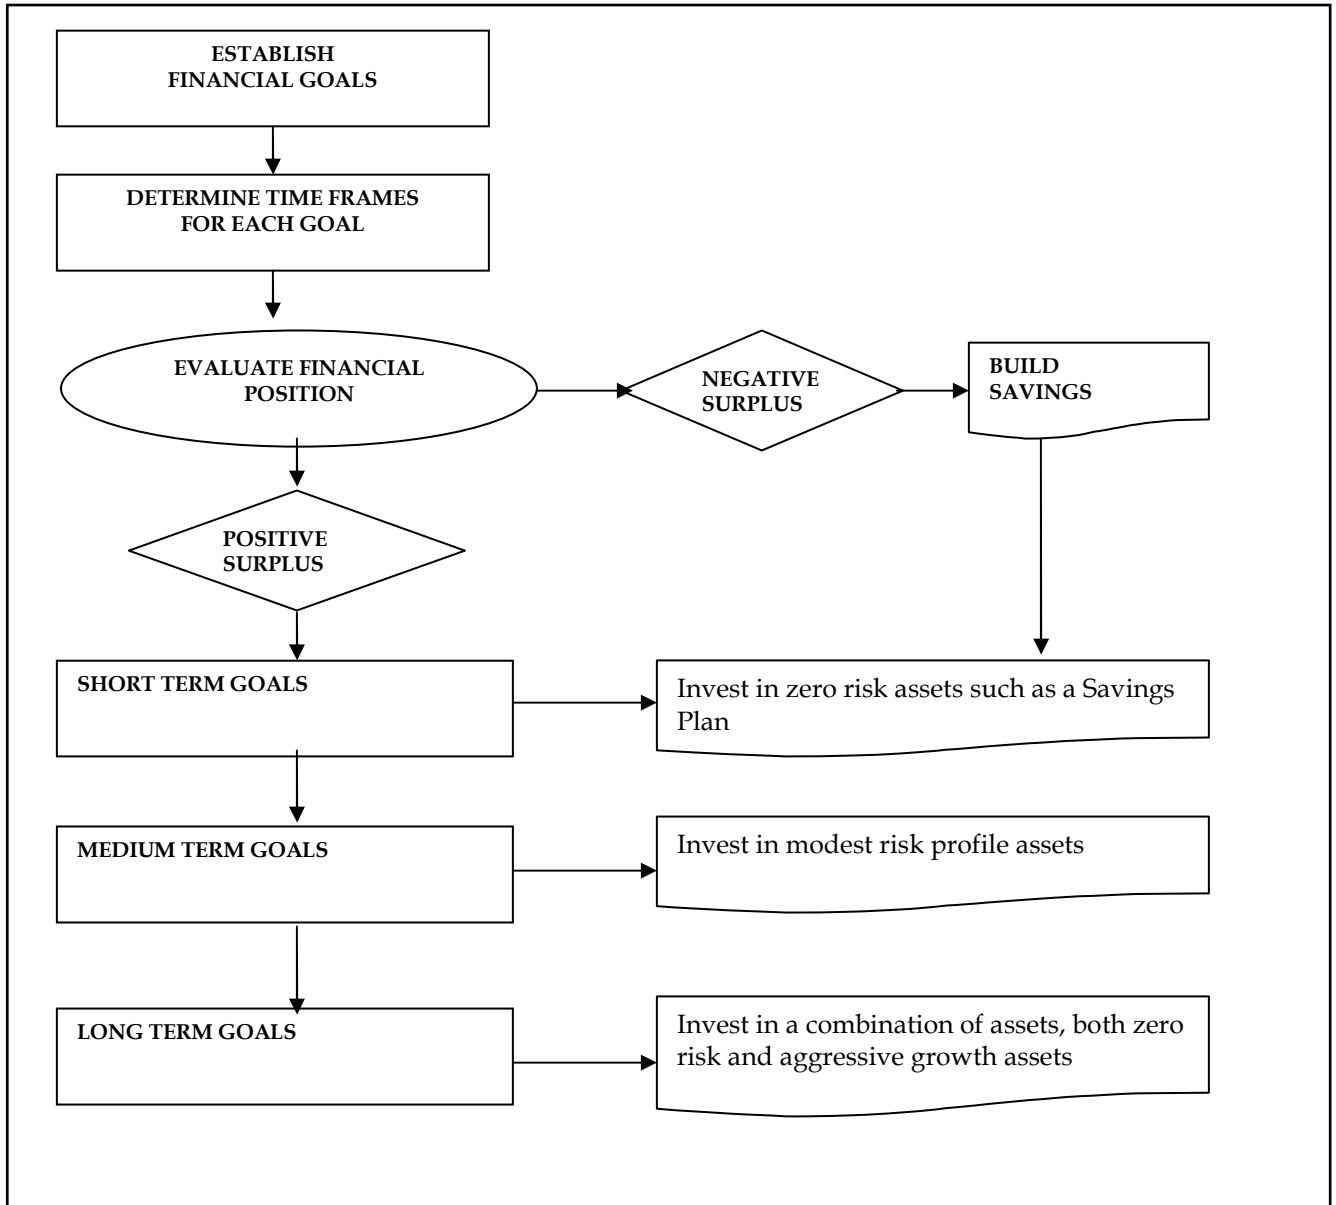 ESTABLISH
FINANCIAL GOALS
DETERMINE TIME FRAMES
FOR EACH GOAL
EVALUATE FINANCIAL
POSITION
NEGATIVE
SURPLUS
BUILD
SAVINGS
POSITIVE
SURPLUS
SHORT TERM GOALS
Invest in zero risk assets such as a Savings
Plan
MEDIUM TERM GOALS
Invest in modest risk profile assets
LONG TERM GOALS
Invest in a combination of assets, both zero
risk and aggressive growth assets